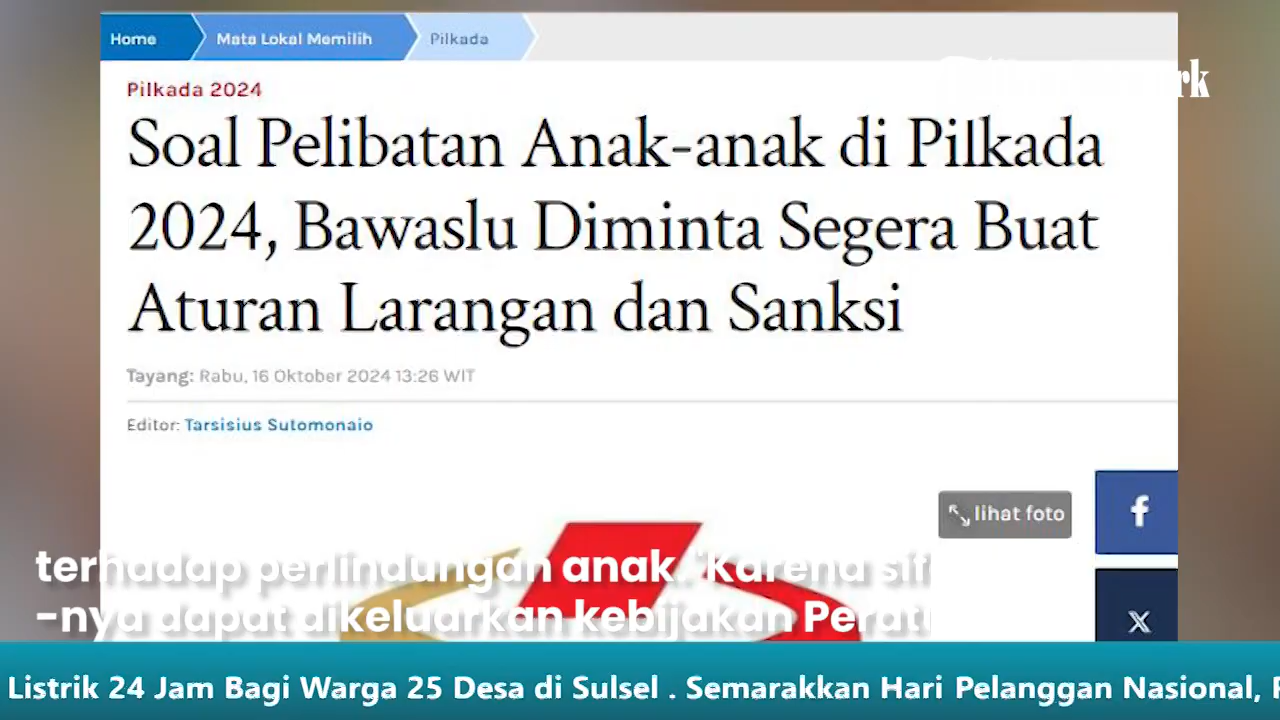 Home
Mata Lokal Memilih
Pilkada
Pilkada 2024
Soal Pelibatan Anak-anak di Pilkada
2024, Bawaslu Diminta Segera Buat
Aturan Larangan dan Sanksi
Tayang: Rabu, 16 Oktober 2024 13:26 WIT
Editor: Tarsisius Sutomonaio
lihat foto
terhadap perlindungan anak. "Karena
-nya dapat dikeluarkan kebijakan
Listrik 24 Jam Bagi Warga 25 Desa di Sulsel . Semarakkan Hari Pelanggan Nasional,